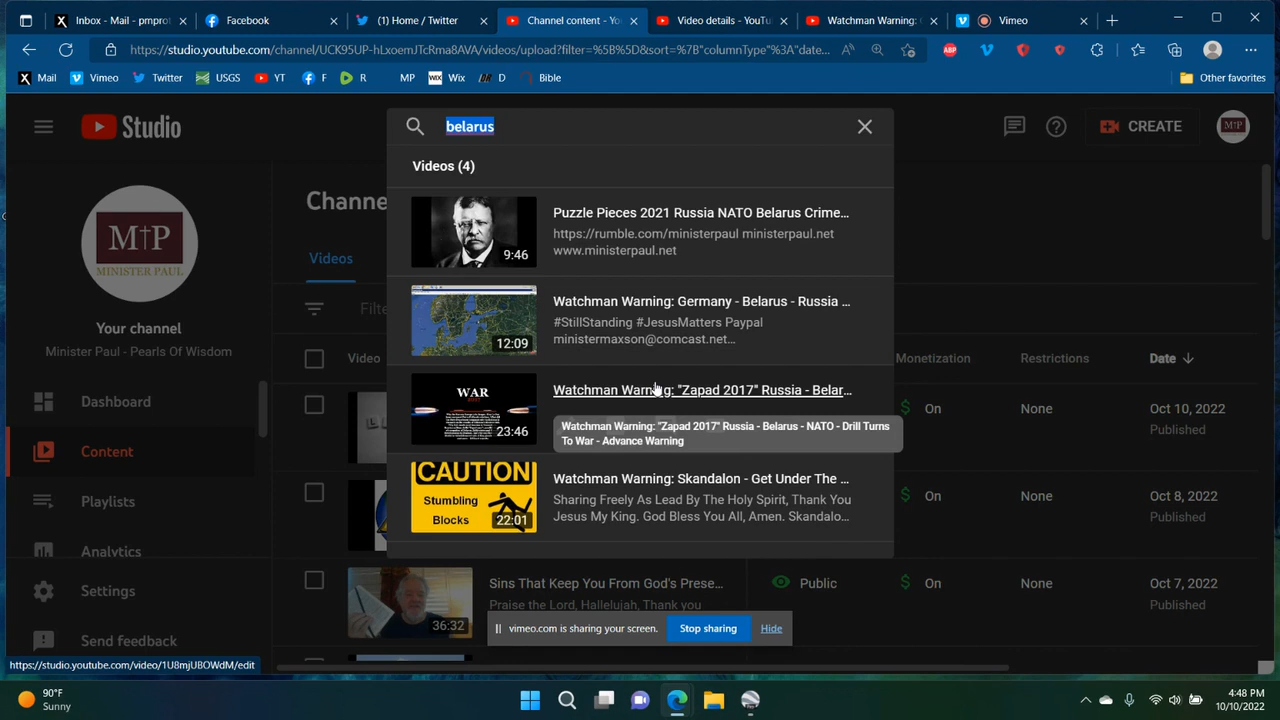 Inbox - Mail - mprot
Facebook
(1) Home / Twitter
Channel content - Yo
Video details - YouTu
Watchman Warning: G
Vimeo
https://studio.youtube.com/channel/UCK95UP-hLxoemJTcRma8AVA/videos/upload?filter=%5B%5D&sort=%7B"columnType"%3A"date...
ABP
Mail
Vimeo
Twitter
USGS
YT
F
R
MP
WIX Wix
D
Bible
Other favorites
Studio
belarus
CREATE
M†P
Videos (4)
M†P
MINISTER PAUL
Channe
Puzzle Pieces 2021 Russia NATO Belarus Crime...
https://rumble.com/ministerpaul ministerpaul.net
www.ministerpaul.net
9:46
Videos
Watchman Warning: Germany - Belarus - Russia ...
#StillStanding #JesusMatters Paypal
ministermaxson@comcast.net...
12:09
Filte
Your channel
Minister Paul - Pearls Of Wisdom
Video
Monetization
Restrictions
Date
WAR
23:46
Watchman Warning: "Zapad 2017" Russia - Belar...
Watchman Warning: "Zapad 2017" Russia - Belarus - NATO - Drill Turns
To War - Advance Warning
Dashboard
On
None
Oct 10, 2022
Published
Content
CAUTION
Stumbling
Blocks
22:01
Watchman Warning: Skandalon - Get Under The ...
Sharing Freely As Lead By The Holy Spirit, Thank You
Jesus My King. God Bless You All, Amen. Skandalo...
Playlists
On
None
Oct 8, 2022
Published
Analytics
Settings
36:32
Sins That Keep You From God's Prese...
Praise the Lord, Hallelujah, Thank you
Public
On
None
Oct 7, 2022
Published
Send feedback
vimeo.com is sharing your screen.
Stop sharing
Hide
https://studio.youtube.com/video/1U8mjUBOWdM/edit
90°F
Sunny
4:48 PM
10/10/2022